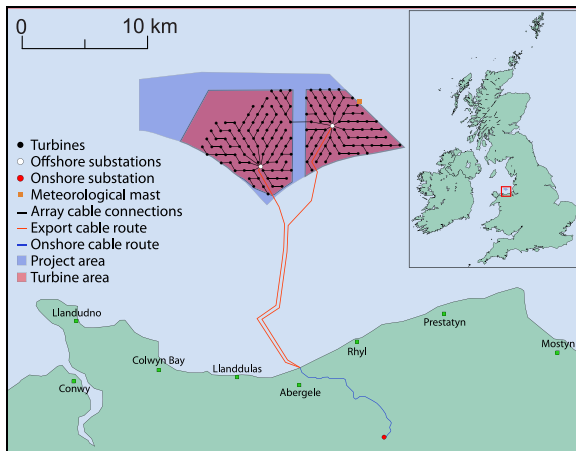 0
10 km
Turbines
Offshore substations
Onshore substation
Meteorological mast
Array cable connections
Export cable route
Onshore cable route
Project area
Turbine area
Llandudno
Prestatyn
Rhyl
Mostyn
Colwyn Bay
Llanddulas
Conwy
Abergele